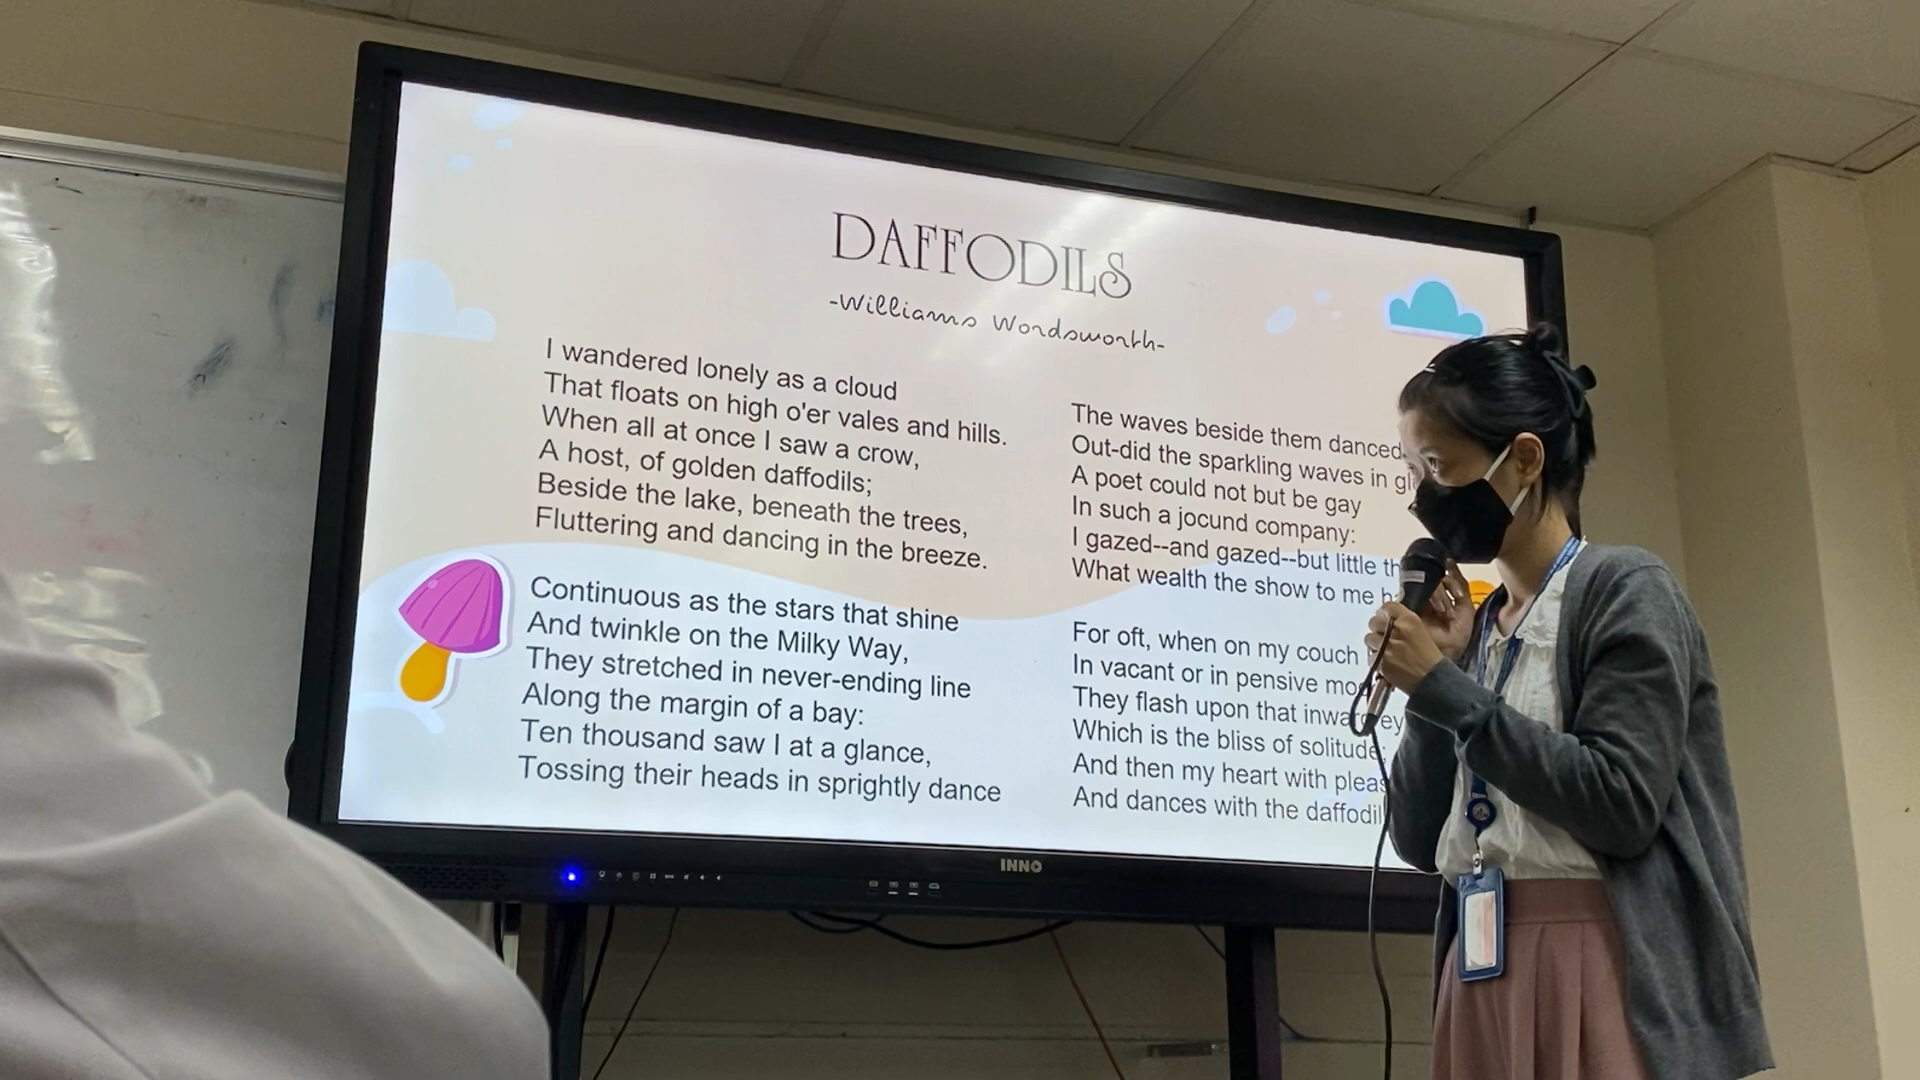 DAFFODILS
-Williams Wordsworth-
I wandered lonely as a cloud
That floats on high o'er vales and hills.
When all at once I saw a crow,
A host, of golden daffodils;
Beside the lake, beneath the trees,
Fluttering and dancing in the breeze.
Continuous as the stars that shine
And twinkle on the Milky Way,
They stretched in never-ending line
Along the margin of a bay:
Ten thousand saw I at a glance,
Tossing their heads in sprightly dance
The waves beside them danced
Out-did the sparkling waves in
A poet could not but be gay
In such a jocund company:
I gazed--and gazed--but little
What wealth the show to me
For oft, when on my couch
In vacant or in pensive
They flash upon that
Which is the bliss of solitude;
And then my heart with
And dances with the
INNO